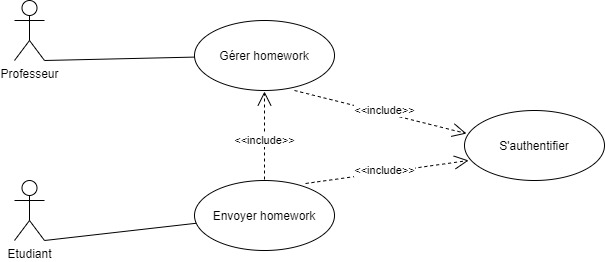 Gérer homework
Professeur
<<include>>
<<include>>
S'authentifier
<<include>>
Envoyer homework
Etudiant